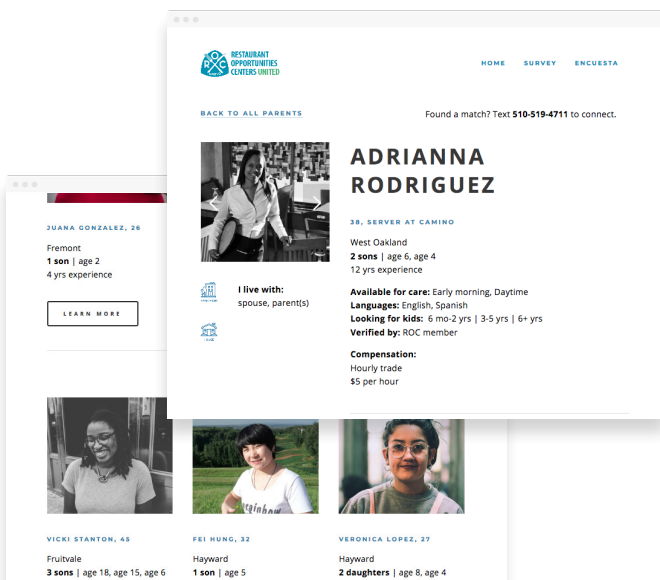 ROC
RESTAURANT
OPPORTUNITIES
CENTERS UNITED
HOME
SURVEY
ENCUESTA
BACK TO ALL PARENTS
Found a match? Text 510-519-4711 to connect.
ADRIANNA
RODRIGUEZ
38, SERVER AT CAMINO
West Oakland
2 sons | age 6, age 4
12 yrs experience
I live with:
spouse, parent(s)
Available for care: Early morning, Daytime
Languages: English, Spanish
Looking for kids: 6 mo-2 yrs | 3-5 yrs | 6+ yrs
Verified by: ROC member
Compensation:
Hourly trade
$5 per hour
JUANA GONZALEZ, 26
Fremont
1 son | age 2
4 yrs experience
LEARN MORE
VICKI STANTON, 45
Fruitvale
3 sons | age 18, age 15, age 6
FEI HUNG, 32
Hayward
1 son | age 5
VERONICA LOPEZ, 27
Hayward
2 daughters | age 8, age 4